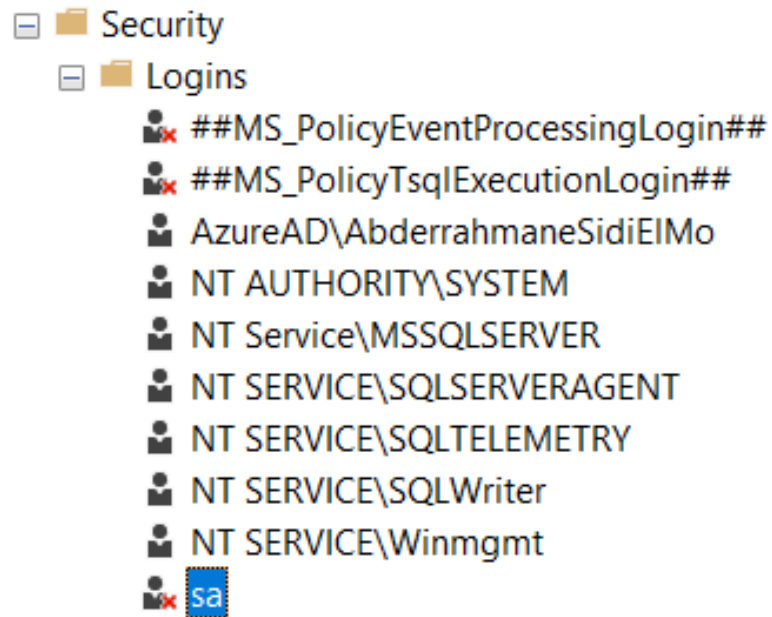 Security
Logins
##MS_PolicyEventProcessingLogin##
##MS_PolicyTsqlExecutionLogin##
AzureAD\AbderrahmaneSidiElMo
NT AUTHORITY\SYSTEM
NT Service\MSSQLSERVER
NT SERVICE\SQLSERVERAGENT
NT SERVICE\SQLTELEMETRY
NT SERVICE\SQLWriter
NT SERVICE\Winmgmt
sa